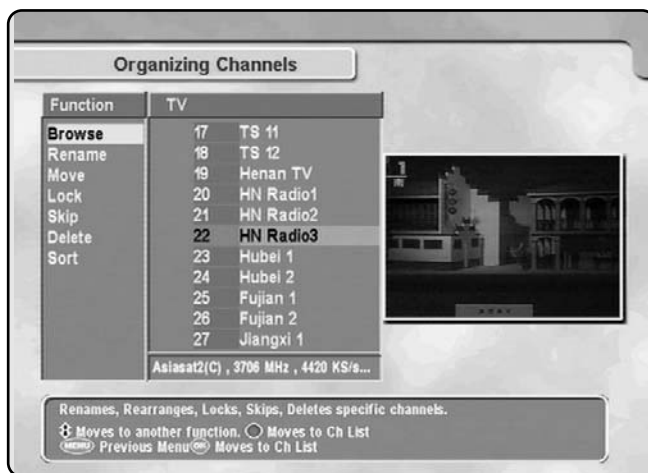 Organizing Channels
Function
TV
Browse
Rename
Move
Lock
Skip
Delete
Sort
17 TS 11
18 TS 12
19 Henan TV
20 HN Radio1
21 HN Radio2
22 HN Radio3
23 Hubei 1
24 Hubei 2
25 Fujian 1
26 Fujian 2
27 Jiangxi 1
Asiasat2(C) , 3706 MHz , 4420 KS/s...
Renames, Rearranges, Locks, Skips, Deletes specific channels.
Moves to another function. Moves to Ch List
MENU Previous Menu OK Moves to Ch List